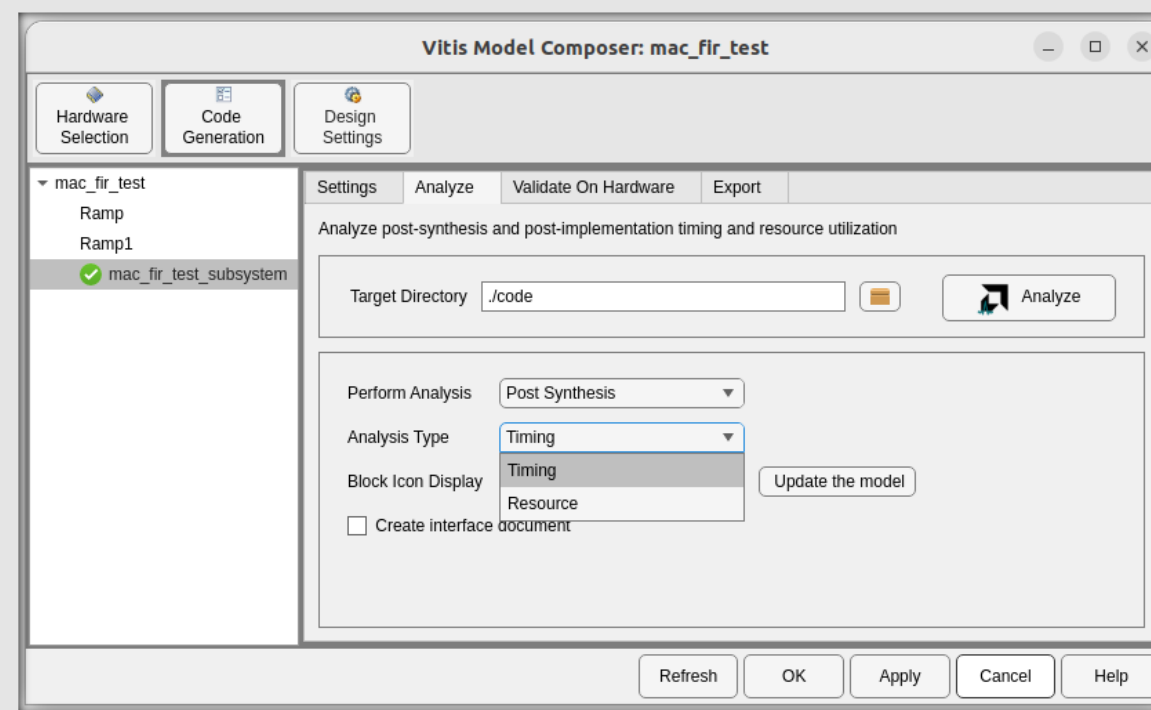 Vitis Model Composer: mac_fir_test
Hardware Selection
Code Generation
Design Settings
mac_fir_test
Ramp
Ramp1
mac_fir_test_subsystem
Settings Analyze Validate On Hardware Export
Analyze post-synthesis and post-implementation timing and resource utilization
Target Directory ./code Analyze
Perform Analysis Post Synthesis
Analysis Type Timing
Timing
Block Icon Display Update the model
Resource
Create interface document
Refresh OK Apply Cancel Help